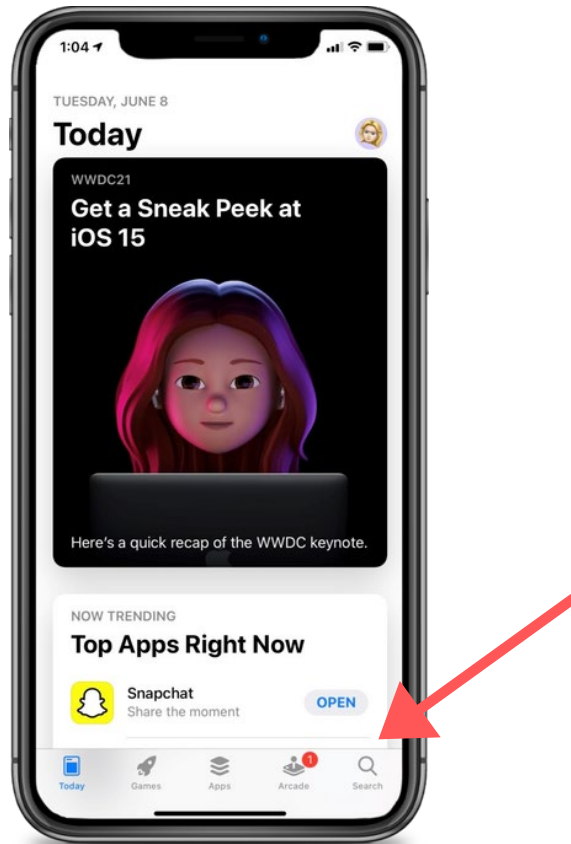 1:04
TUESDAY, JUNE 8
Today
WWDC21
Get a Sneak Peek at
iOS 15
Here's a quick recap of the WWDC keynote.
NOW TRENDING
Top Apps Right Now
Snapchat
Share the moment
OPEN
1
Today
Games
Apps
Arcade
Search